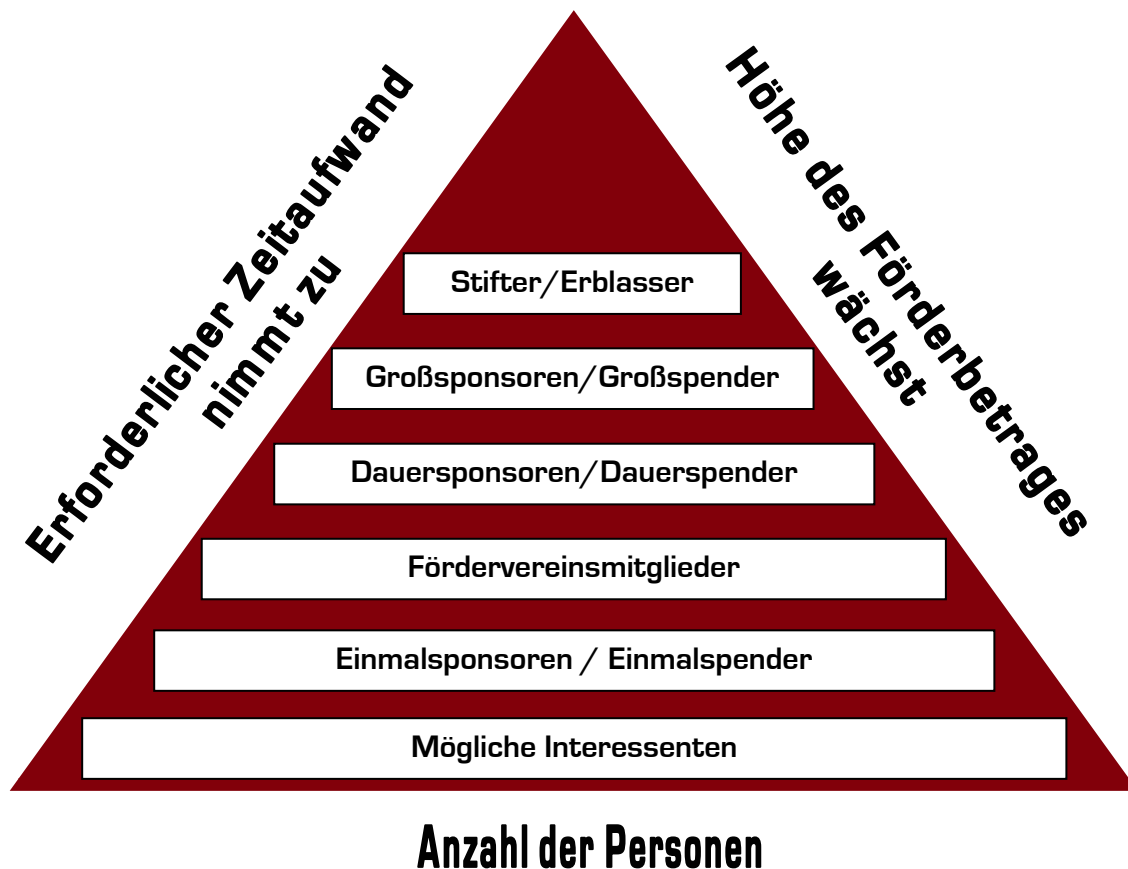 Erforderlicher Zeitaufwand
nimmt zu
Höhe des Förderbetrages
wächst
Stifter/Erblasser
Großsponsoren/Großspender
Dauersponsoren/Dauerspender
Fördervereinsmitglieder
Einmalsponsoren / Einmalspender
Mögliche Interessenten
Anzahl der Personen